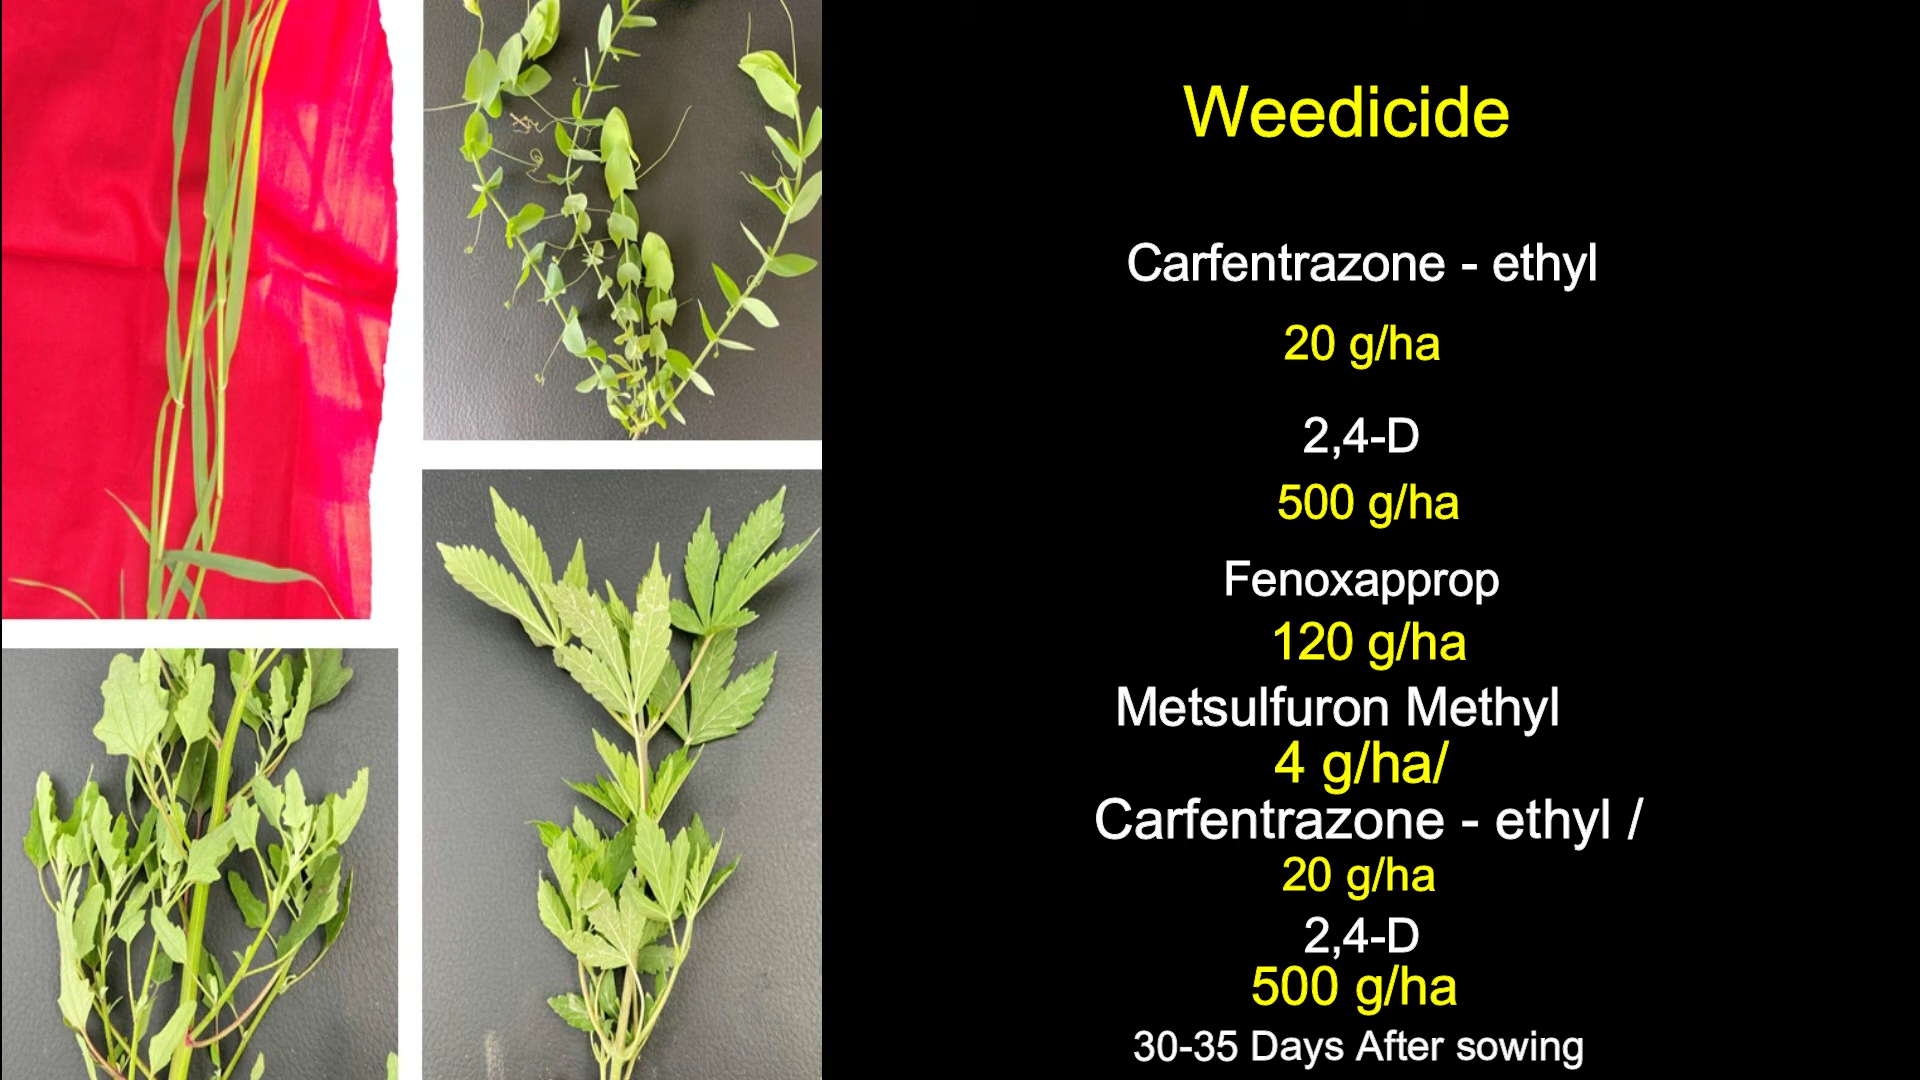 Weedicide
Carfentrazone - ethyl
20 g/ha
2,4-D
500 g/ha
Fenoxapprop
120 g/ha
Metsulfuron Methyl
4 g/ha/
Carfentrazone - ethyl /
20 g/ha
2,4-D
500 g/ha
30-35 Days After sowing